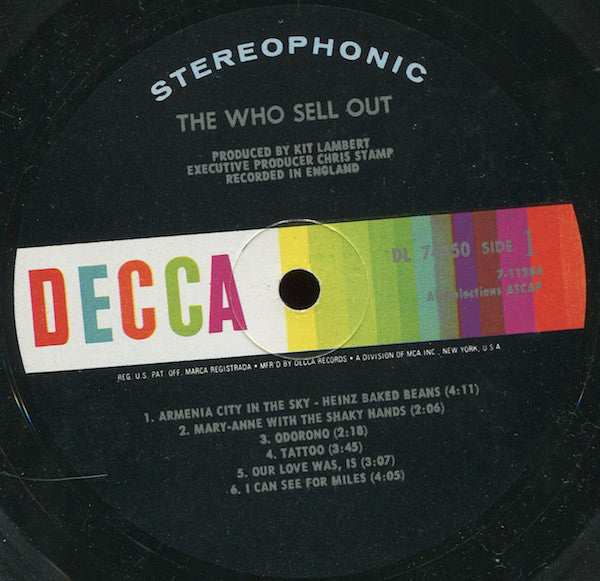 STEREOPHONIC
THE WHO SELL OUT
PRODUCED BY KIT LAMBERT
EXECUTIVE PRODUCER CHRIS STAMP
RECORDED IN ENGLAND
DECCA
DL SIDE 1
7-1128A
ASCAP
REG. U.S. PAT. OFF. MARCA REGISTRADA • MFR'D BY DECCA RECORDS • A DIVISION OF MCA INC., NEW YORK, U.S.A
1. ARMENIA CITY IN THE SKY - HEINZ BAKED BEANS (4:11)
2. MARY-ANNE WITH THE SHAKY HANDS (2:06)
3. ODORONO (2:18)
4. TATTOO (3:45)
5. OUR LOVE WAS, IS (3:07)
6. I CAN SEE FOR MILES (4:05)